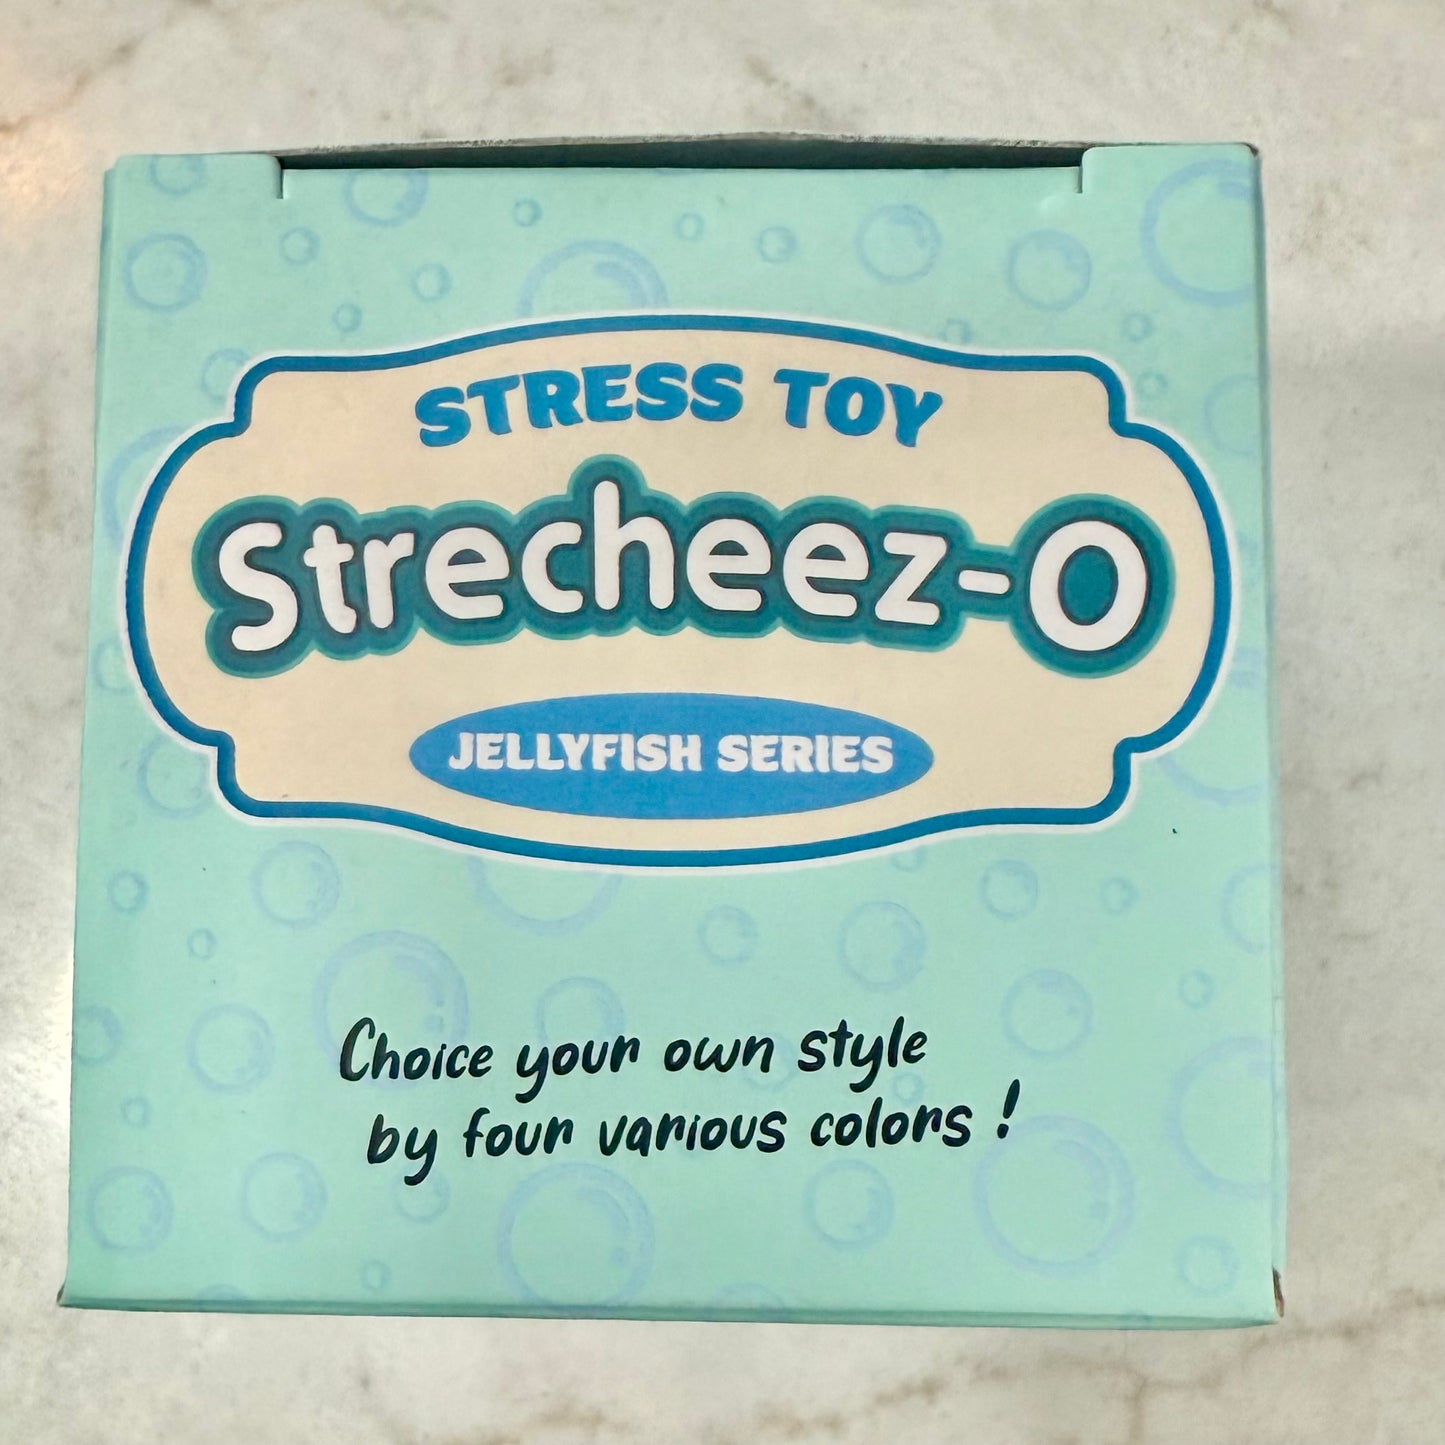 STRESS TOY
Strecheez-O
JELLYFISH SERIES
Choice your own style
by four various colors !